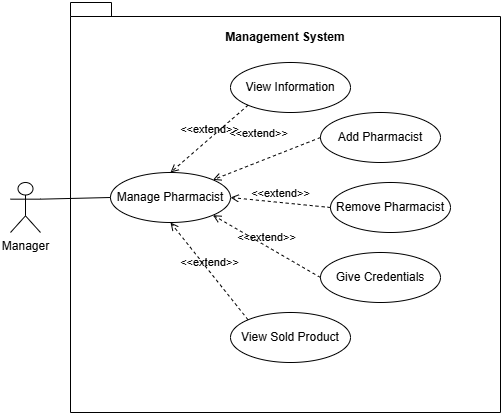 Management System
View Information
<<extend>>
<<extend>>
Add Pharmacist
Manage Pharmacist
<<extend>>
Remove Pharmacist
Manager
<<extend>>
<<extend>>
Give Credentials
View Sold Product